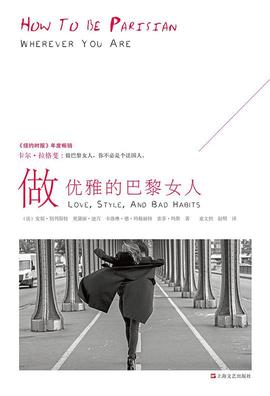 HOW TO BE PARISIAN
WHEREVER YOU ARE
《纽约时报》年度畅销
卡尔·拉格斐：做巴黎女人，你不必是个法国人。
做 优雅的巴黎女人
LOVE, STYLE, AND BAD HABITS
上海文艺出版社